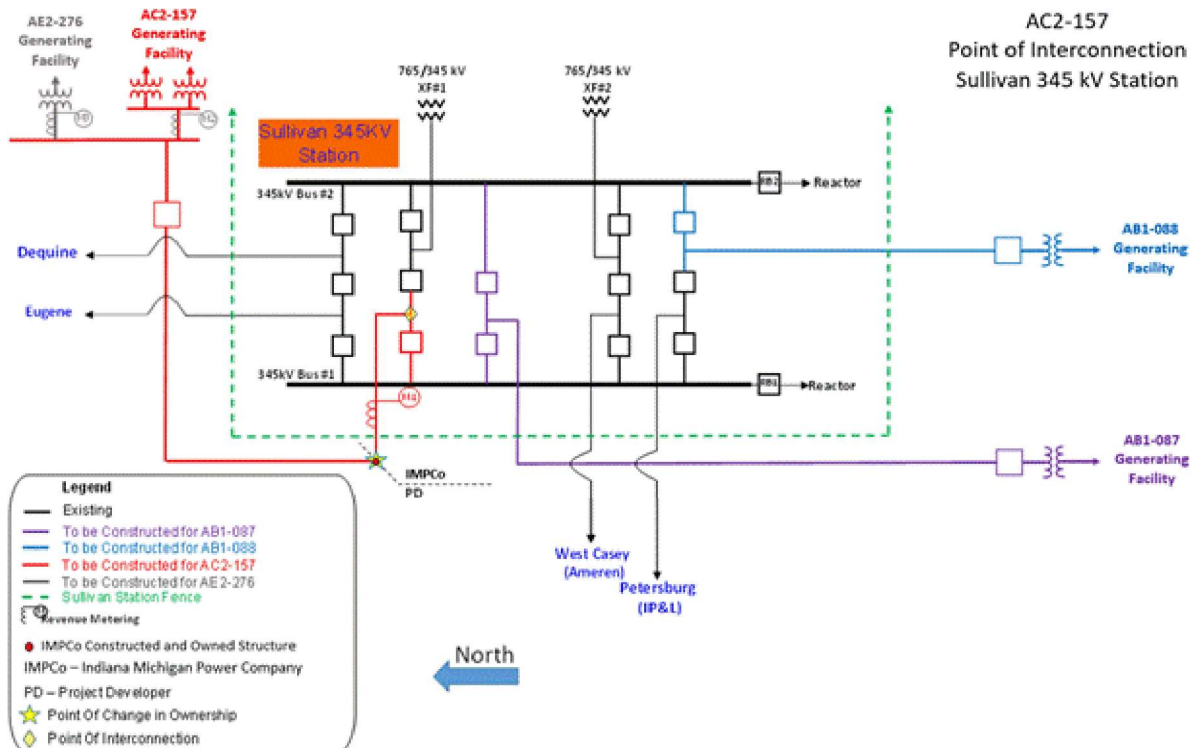 AC2-157
Point of Interconnection
Sullivan 345 kV Station
AE2-276
Generating
Facility
AC2-157
Generating
Facility
765/345 kV
XF#1
765/345 kV
XF#2
Sullivan 345KV
Station
345kV Bus #2
RB2
Reactor
Dequine
Eugene
AB1-088
Generating
Facility
345kV Bus #1
RB1
Reactor
AB1-087
Generating
Facility
IMPCo
PD
West Casey
(Ameren)
Petersburg
(IP&L)
North
Legend
Existing
To be Constructed for AB1-087
To be Constructed for AB1-088
To be Constructed for AC2-157
To be Constructed for AE2-276
Sullivan Station Fence
Revenue Metering
IMPCo Constructed and Owned Structure
IMPCo – Indiana Michigan Power Company
PD – Project Developer
Point Of Change in Ownership
Point Of Interconnection